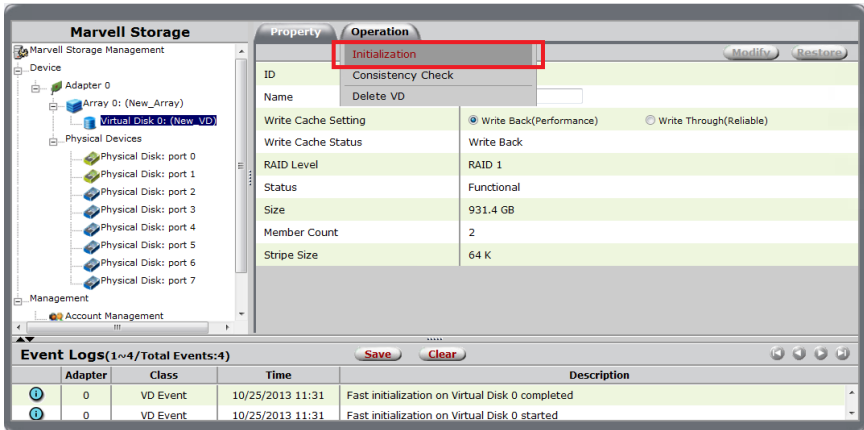 Marvell Storage
Marvell Storage Management
Device
Adapter 0
Array 0: (New_Array)
Virtual Disk 0: (New_VD)
Physical Devices
Physical Disk: port 0
Physical Disk: port 1
Physical Disk: port 2
Physical Disk: port 3
Physical Disk: port 4
Physical Disk: port 5
Physical Disk: port 6
Physical Disk: port 7
Management
Account Management
Property Operation
Initialization
Consistency Check
Delete VD
Modify Restore
ID
Name
Write Cache Setting Write Back(Performance) Write Through(Reliable)
Write Cache Status Write Back
RAID Level RAID 1
Status Functional
Size 931.4 GB
Member Count 2
Stripe Size 64 K
Event Logs(1~4/Total Events:4) Save Clear
Adapter Class Time Description
0 VD Event 10/25/2013 11:31 Fast initialization on Virtual Disk 0 completed
0 VD Event 10/25/2013 11:31 Fast initialization on Virtual Disk 0 started